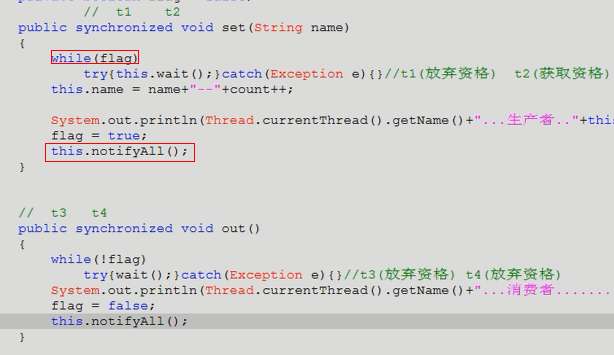 //  t1    t2
public synchronized void set(String name)
{
    while(flag)
        try{this.wait();}catch(Exception e){}//t1(放弃资格)  t2(获取资格)
    this.name = name+"--"+count++;
    System.out.println(Thread.currentThread().getName()+"...生产者.."+this
    flag = true;
    this.notifyAll();
}
//  t3   t4
public synchronized void out()
{
    while(!flag)
        try{wait();}catch(Exception e){}//t3(放弃资格) t4(放弃资格)
    System.out.println(Thread.currentThread().getName()+"...消费者.......
    flag = false;
    this.notifyAll();
}